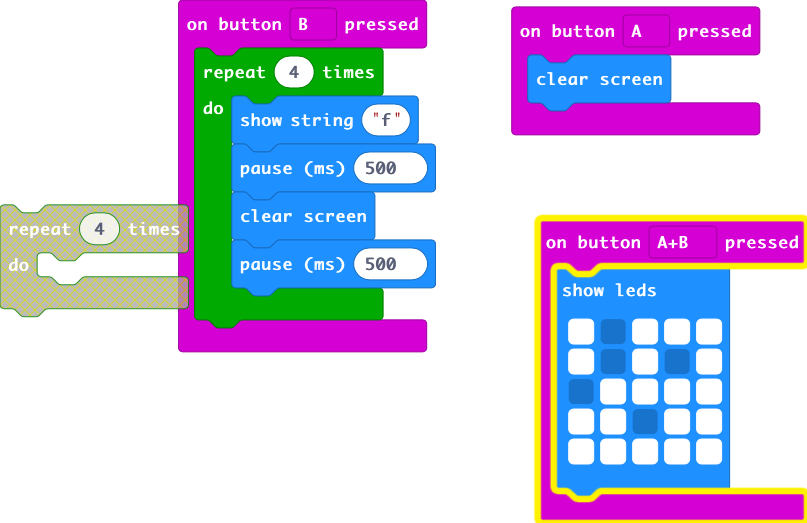 on button B pressed
repeat 4 times
do
show string "f"
pause (ms) 500
clear screen
pause (ms) 500
repeat 4 times
do
on button A pressed
clear screen
on button A+B pressed
show leds